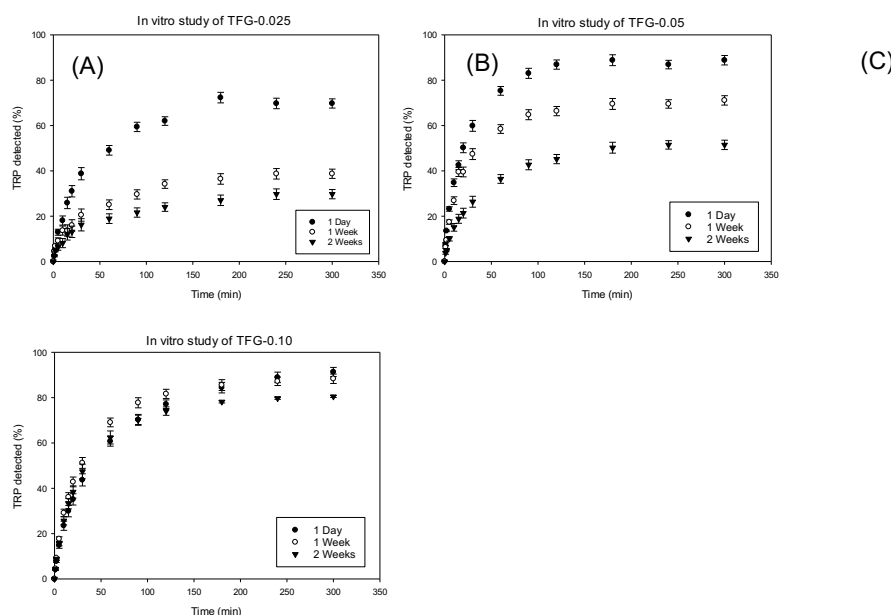 In vitro study of TFG-0.025
(A)
TRP detected (%)
100
80
60
40
20
0
1 Day
1 Week
2 Weeks
0 50 100 150 200 250 300 350
Time (min)
In vitro study of TFG-0.05
(B)
TRP detected (%)
100
80
60
40
20
0
1 Day
1 Week
2 Weeks
0 50 100 150 200 250 300 350
Time (min)
(C)
In vitro study of TFG-0.10
TRP detected (%)
100
80
60
40
20
0
1 Day
1 Week
2 Weeks
0 50 100 150 200 250 300 350
Time (min)